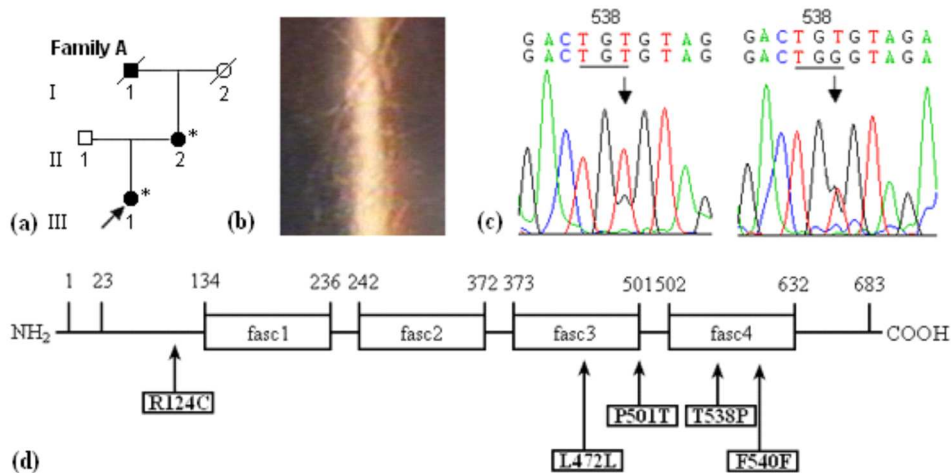 Family A
I
1
2
II
1
2
*
III
1
*
(a)
(b)
(c)
538
G A C T G T G T A G
G A C T G T G T A G
538
G A C T G T G T A G A
G A C T G G G T A G A
1 23 134 236 242 372 373 501 502 632 683
NH2 fasc1 fasc2 fasc3 fasc4 COOH
R124C
P501T
T538P
L472L
F540F
(d)